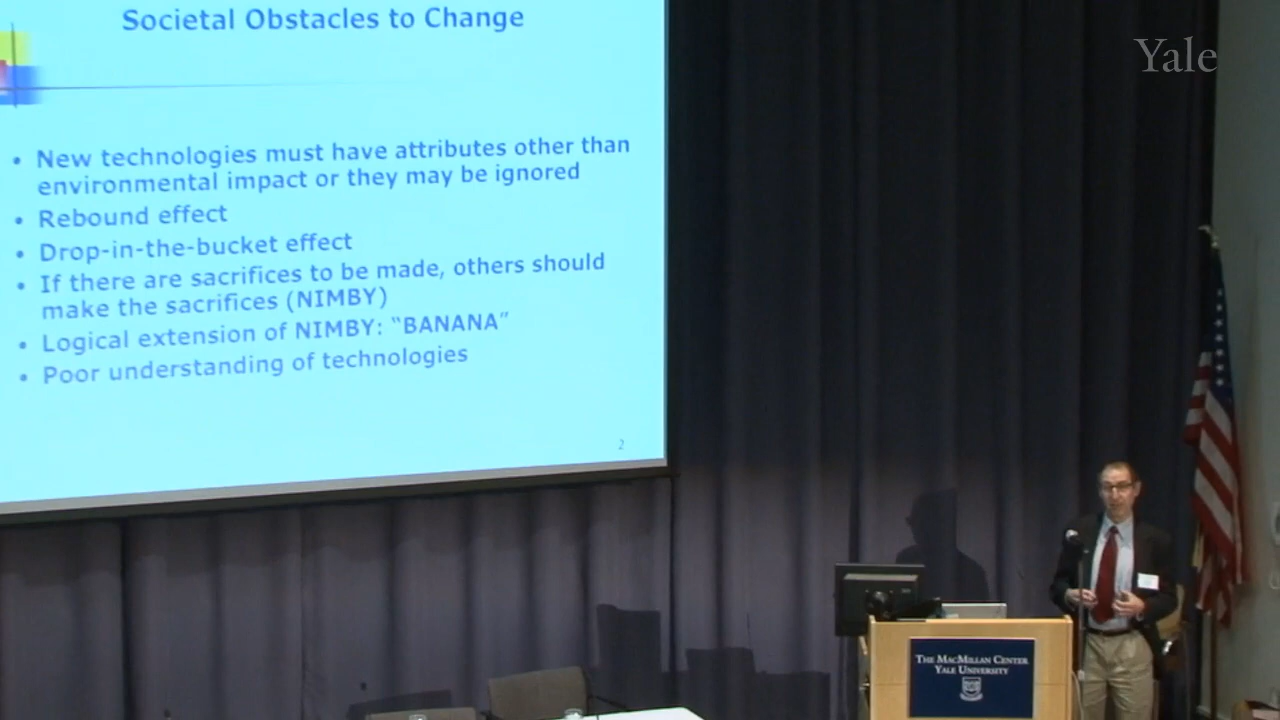 Societal Obstacles to Change
• New technologies must have attributes other than
environmental impact or they may be ignored
• Rebound effect
• Drop-in-the-bucket effect
• If there are sacrifices to be made, others should
make the sacrifices (NIMBY)
• Logical extension of NIMBY: “BANANA”
• Poor understanding of technologies
2
Yale
THE MACMILLAN CENTER
YALE UNIVERSITY